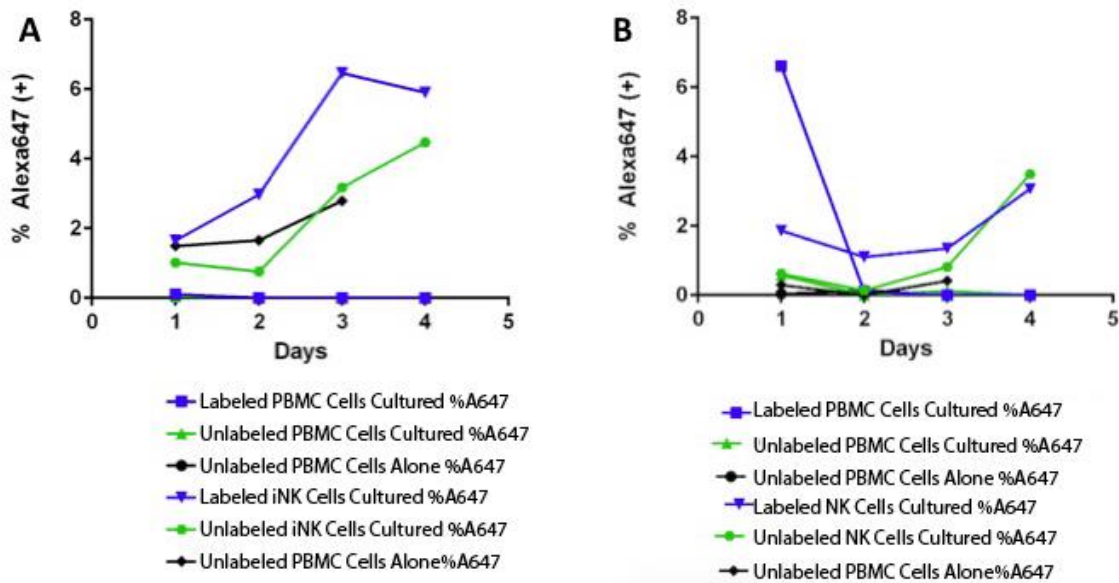 A
% Alexa647 (+)
8
6
4
2
0
0
1
2
3
4
5
Days
Labeled PBMC Cells Cultured %A647
Unlabeled PBMC Cells Cultured %A647
Unlabeled PBMC Cells Alone %A647
Labeled iNK Cells Cultured %A647
Unlabeled iNK Cells Cultured %A647
Unlabeled PBMC Cells Alone%A647
B
% Alexa647 (+)
8
6
4
2
0
0
1
2
3
4
5
Days
Labeled PBMC Cells Cultured %A647
Unlabeled PBMC Cells Cultured %A647
Unlabeled PBMC Cells Alone %A647
Labeled NK Cells Cultured %A647
Unlabeled NK Cells Cultured %A647
Unlabeled PBMC Cells Alone%A647